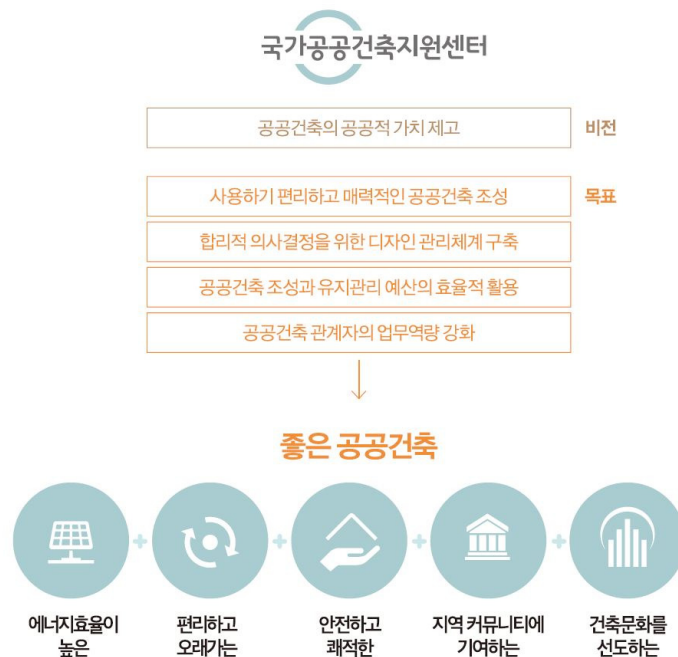 국가공공건축지원센터
공공건축의 공공적 가치 제고
비전
사용하기 편리하고 매력적인 공공건축 조성
목표
합리적 의사결정을 위한 디자인 관리체계 구축
공공건축 조성과 유지관리 예산의 효율적 활용
공공건축 관계자의 업무역량 강화
좋은 공공건축
에너지효율이
높은
편리하고
오래가는
안전하고
쾌적한
지역 커뮤니티에
기여하는
건축문화를
선도하는